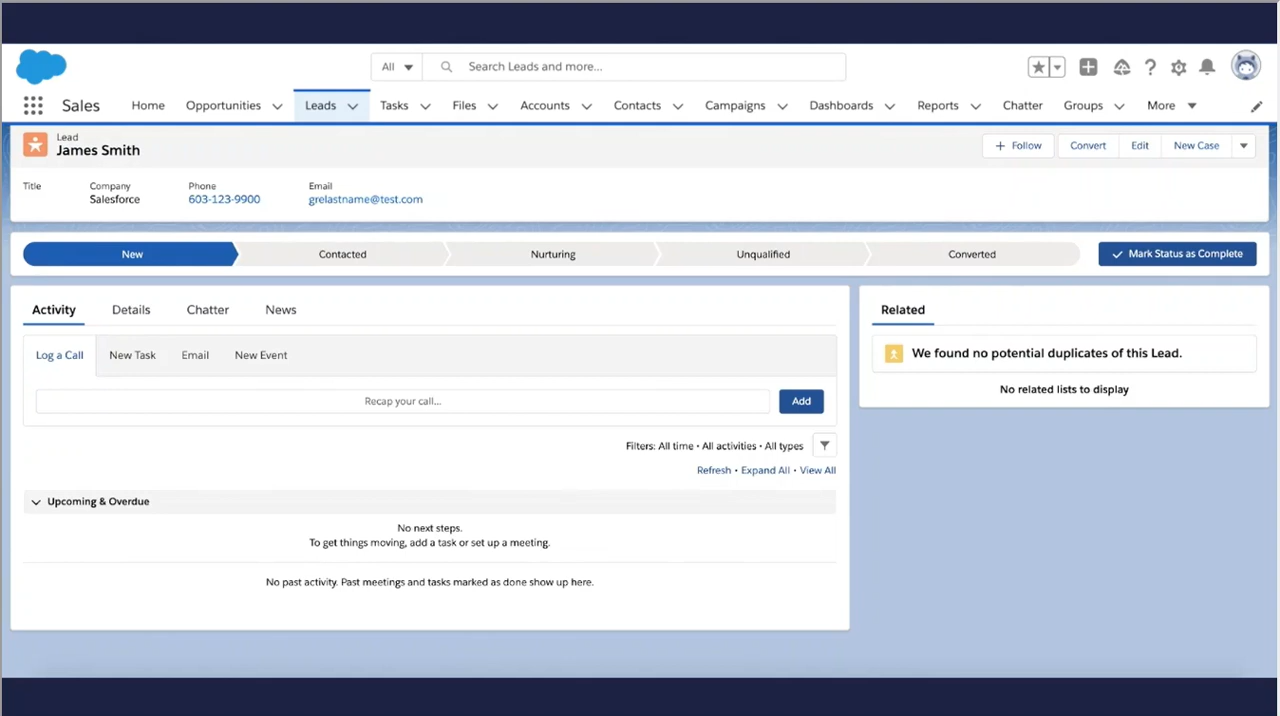 All
Search Leads and more...
Sales
Home
Opportunities
Leads
Tasks
Files
Accounts
Contacts
Campaigns
Dashboards
Reports
Chatter
Groups
More
Lead
James Smith
+ Follow
Convert
Edit
New Case
Title
Company
Phone
Email
Salesforce
603-123-9900
grelastname@test.com
New
Contacted
Nurturing
Unqualified
Converted
Mark Status as Complete
Activity
Details
Chatter
News
Related
Log a Call
New Task
Email
New Event
We found no potential duplicates of this Lead.
No related lists to display
Recap your call...
Add
Filters: All time • All activities • All types
Refresh • Expand All • View All
Upcoming & Overdue
No next steps.
To get things moving, add a task or set up a meeting.
No past activity. Past meetings and tasks marked as done show up here.